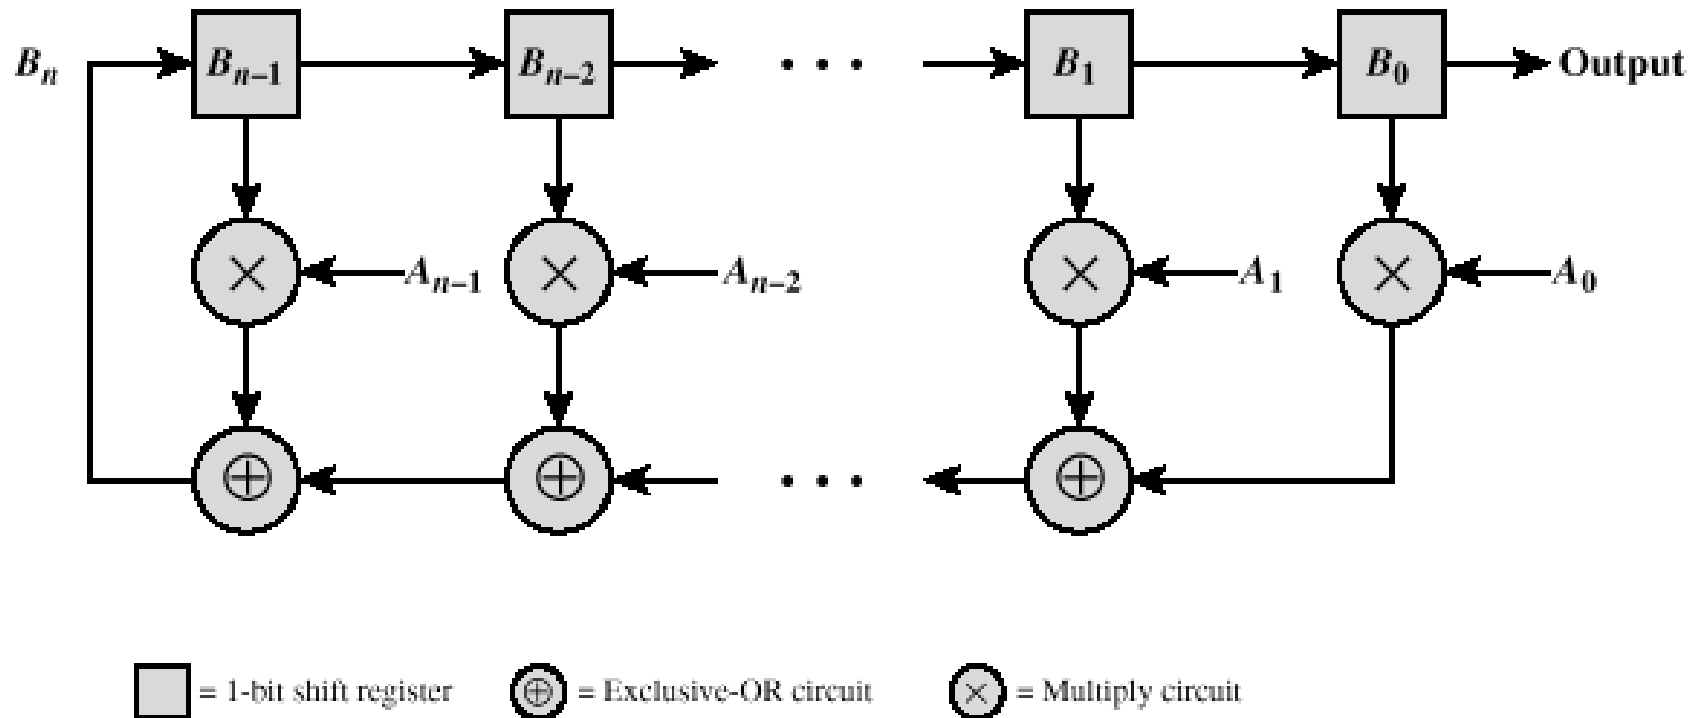 Bₙ Bₙ₋₁ Bₙ₋₂ · · · B₁ B₀ Output
× Aₙ₋₁ × Aₙ₋₂ × A₁ × A₀
⊕ ⊕ · · · ⊕
= 1-bit shift register ⊕ = Exclusive-OR circuit × = Multiply circuit